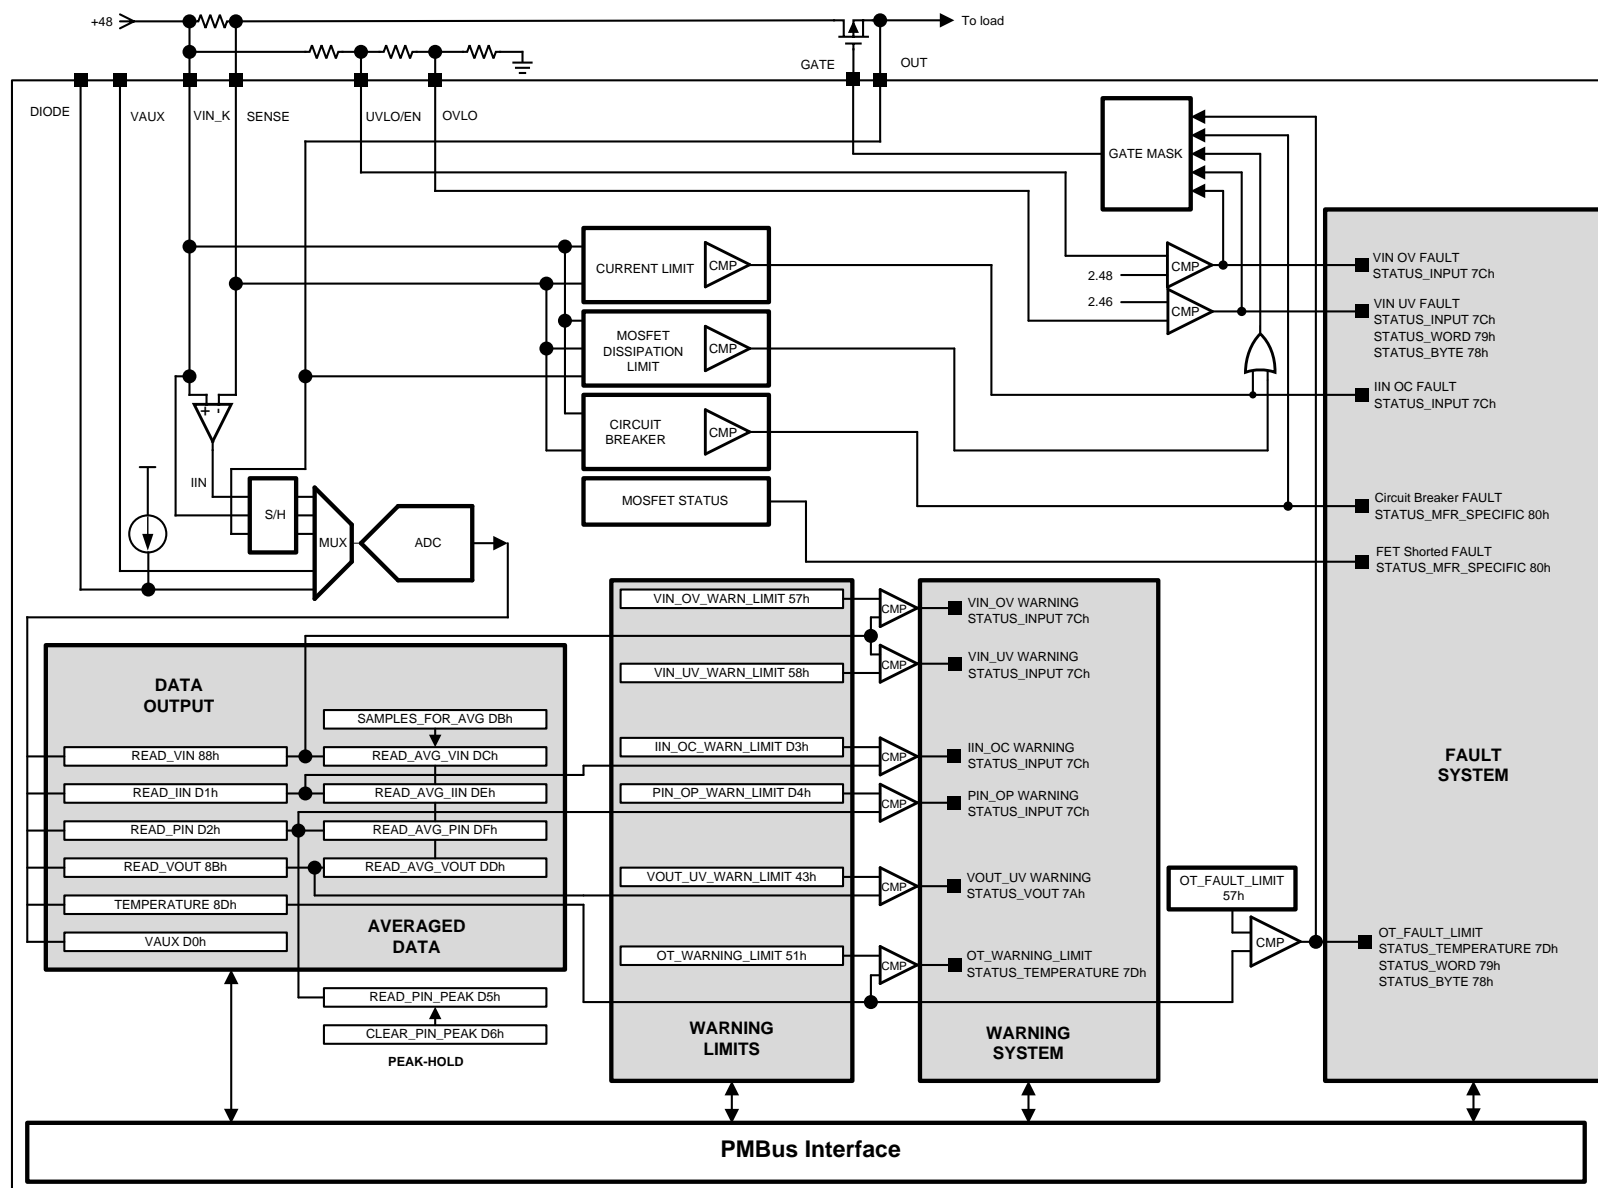 +48
To load
GATE
OUT
DIODE
VAUX
VIN_K
SENSE
UVLO/EN
OVLO
GATE MASK
CURRENT LIMIT
CMP
MOSFET
DISSIPATION
LIMIT
CMP
CIRCUIT
BREAKER
CMP
MOSFET STATUS
2.48
CMP
2.46
CMP
VIN OV FAULT
STATUS_INPUT 7Ch
VIN UV FAULT
STATUS_INPUT 7Ch
STATUS_WORD 79h
STATUS_BYTE 78h
IIN OC FAULT
STATUS_INPUT 7Ch
Circuit Breaker FAULT
STATUS_MFR_SPECIFIC 80h
FET Shorted FAULT
STATUS_MFR_SPECIFIC 80h
FAULT
SYSTEM
+
-
IIN
S/H
MUX
ADC
DATA
OUTPUT
SAMPLES_FOR_AVG DBh
READ_VIN 88h
READ_AVG_VIN DCh
READ_IIN D1h
READ_AVG_IIN DEh
READ_PIN D2h
READ_AVG_PIN DFh
READ_VOUT 8Bh
READ_AVG_VOUT DDh
TEMPERATURE 8Dh
VAUX D0h
AVERAGED
DATA
READ_PIN_PEAK D5h
CLEAR_PIN_PEAK D6h
PEAK-HOLD
VIN_OV_WARN_LIMIT 57h
CMP
VIN_UV_WARN_LIMIT 58h
CMP
IIN_OC_WARN_LIMIT D3h
CMP
PIN_OP_WARN_LIMIT D4h
CMP
VOUT_UV_WARN_LIMIT 43h
CMP
OT_WARNING_LIMIT 51h
CMP
WARNING
LIMITS
VIN_OV WARNING
STATUS_INPUT 7Ch
VIN_UV WARNING
STATUS_INPUT 7Ch
IIN_OC WARNING
STATUS_INPUT 7Ch
PIN_OP WARNING
STATUS_INPUT 7Ch
VOUT_UV WARNING
STATUS_VOUT 7Ah
OT_WARNING_LIMIT
STATUS_TEMPERATURE 7Dh
WARNING
SYSTEM
OT_FAULT_LIMIT
57h
CMP
OT_FAULT_LIMIT
STATUS_TEMPERATURE 7Dh
STATUS_WORD 79h
STATUS_BYTE 78h
PMBus Interface